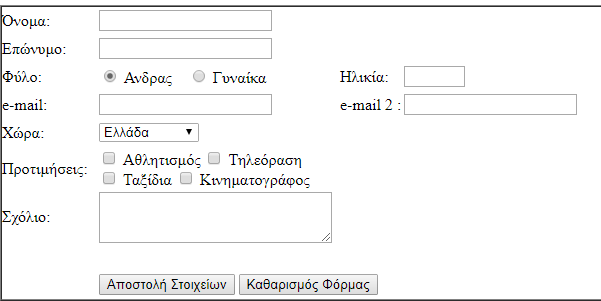 Όνομα:
Επώνυμο:
Φύλο: Ανδρας Γυναίκα Ηλικία:
e-mail: e-mail 2 :
Χώρα: Ελλάδα
Προτιμήσεις: Αθλητισμός Τηλεόραση
Ταξίδια Κινηματογράφος
Σχόλιο:
Αποστολή Στοιχείων Καθαρισμός Φόρμας